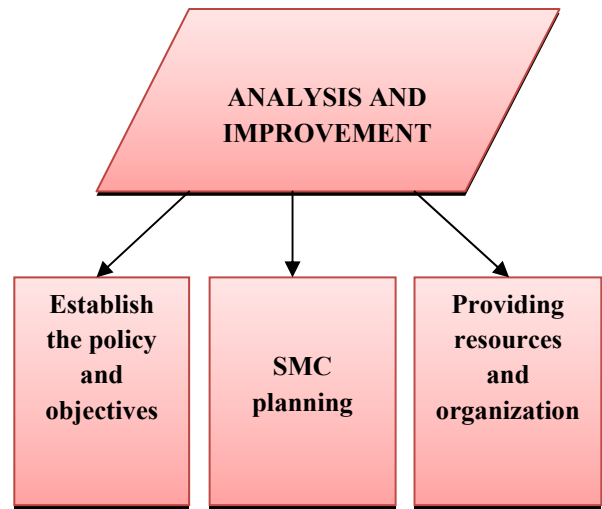 ANALYSIS AND
IMPROVEMENT
Establish
the policy
and
objectives
SMC
planning
Providing
resources
and
organization